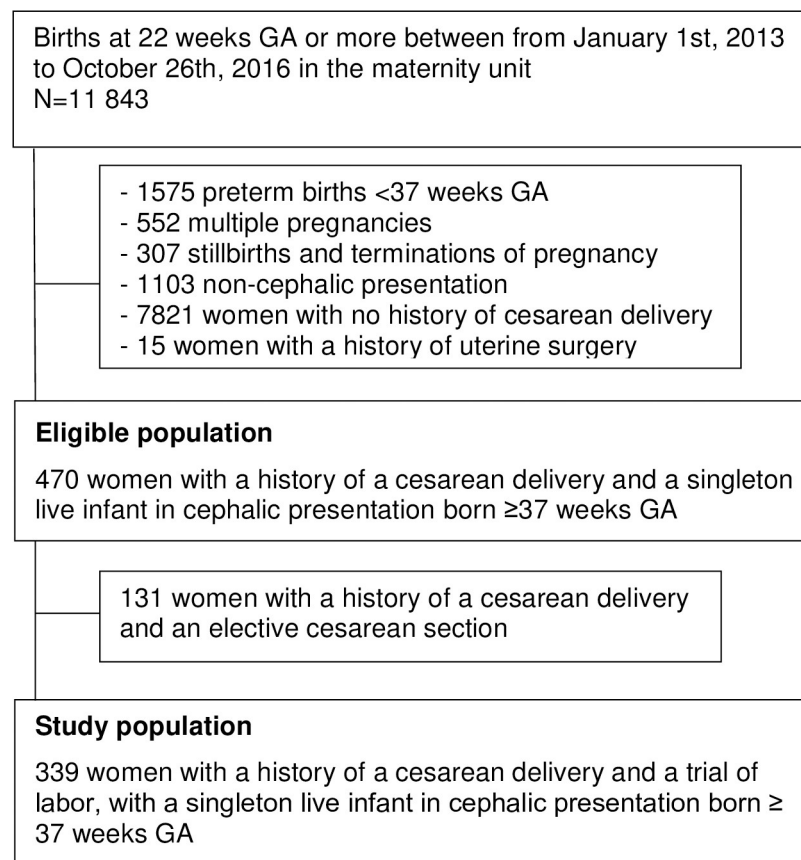 Births at 22 weeks GA or more between from January 1st, 2013
to October 26th, 2016 in the maternity unit
N=11 843
- 1575 preterm births <37 weeks GA
- 552 multiple pregnancies
- 307 stillbirths and terminations of pregnancy
- 1103 non-cephalic presentation
- 7821 women with no history of cesarean delivery
- 15 women with a history of uterine surgery
Eligible population
470 women with a history of a cesarean delivery and a singleton
live infant in cephalic presentation born ≥37 weeks GA
131 women with a history of a cesarean delivery
and an elective cesarean section
Study population
339 women with a history of a cesarean delivery and a trial of
labor, with a singleton live infant in cephalic presentation born ≥
37 weeks GA